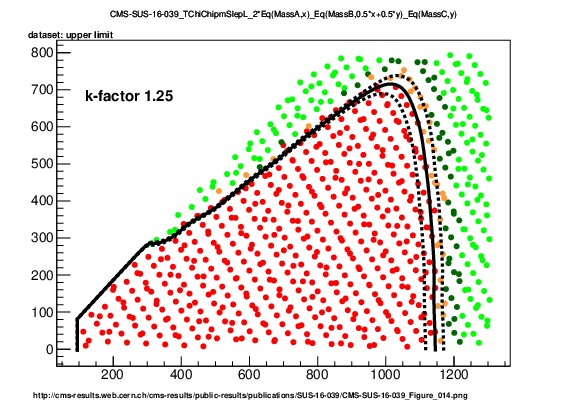 CMS-SUS-16-039_TChiChipmSlepL_2*Eq(MassA,x)_Eq(MassB,0.5*x+0.5*y)_Eq(MassC,y)
dataset: upper limit
800
k-factor 1.25
700
600
500
400
300
200
100
0
200 400 600 800 1000 1200
http://cms-results.web.cern.ch/cms-results/public-results/publications/SUS-16-039/CMS-SUS-16-039_Figure_014.png